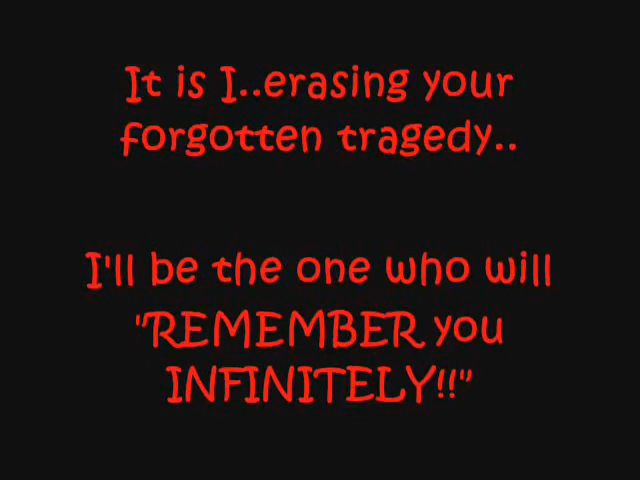 It is I..erasing your
forgotten tragedy..
I'll be the one who will
"REMEMBER you
INFINITELY!!"